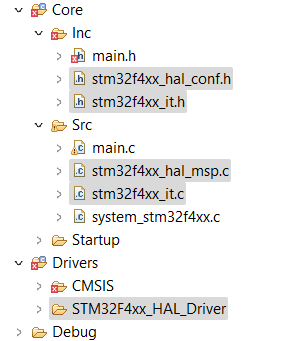 Core
Inc
main.h
stm32f4xx_hal_conf.h
stm32f4xx_it.h
Src
main.c
stm32f4xx_hal_msp.c
stm32f4xx_it.c
system_stm32f4xx.c
Startup
Drivers
CMSIS
STM32F4xx_HAL_Driver
Debug